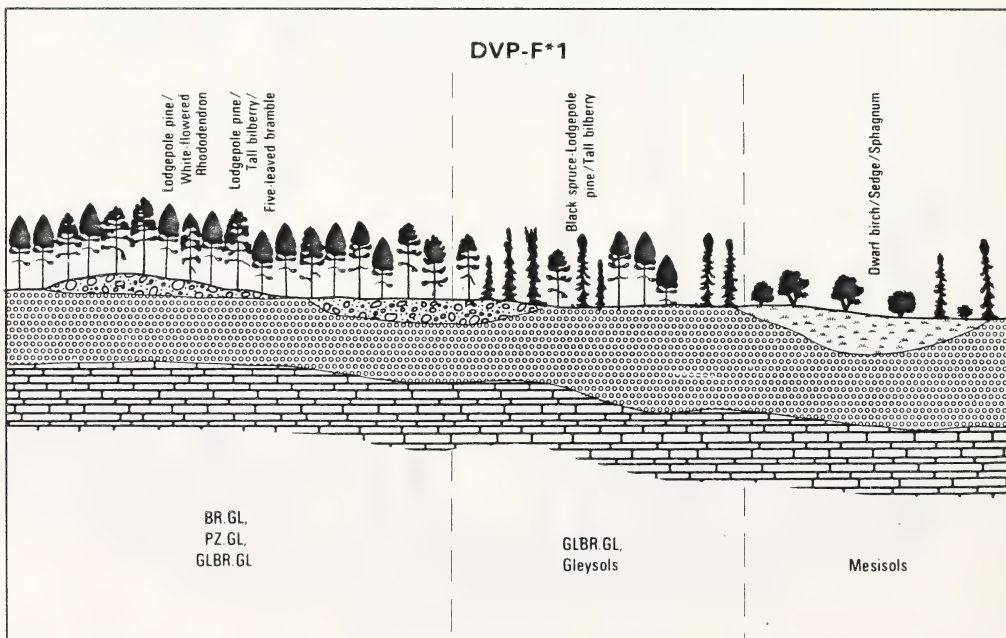 DVP-F*1
Lodgepole pine/
White-flowered
Rhododendron
Lodgepole pine/
Tall bilberry/
Five-leaved bramble
Black spruce-Lodgepole
pine/Tall bilberry
Dwarf birch/Sedge/Sphagnum
BR.GL,
PZ.GL,
GLBR.GL
GLBR.GL,
Gleysols
Mesisols